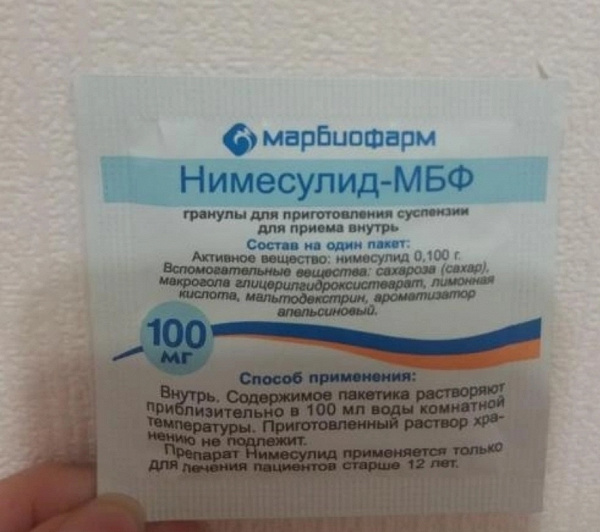 марбиофарм
Нимесулид-МБФ
гранулы для приготовления суспензии
для приема внутрь
Состав на один пакет:
Активное вещество: нимесулид 0,100 г.
Вспомогательные вещества: сахароза (сахар),
макрогола глицерилгидроксистеарат, лимонная
кислота, мальтодекстрин, ароматизатор
апельсиновый.
100
МГ
Способ применения:
Внутрь. Содержимое пакетика растворяют
приблизительно в 100 мл воды комнатной
температуры. Приготовленный раствор хра-
нению не подлежит.
Препарат Нимесулид применяется только
для лечения пациентов старше 12 лет.